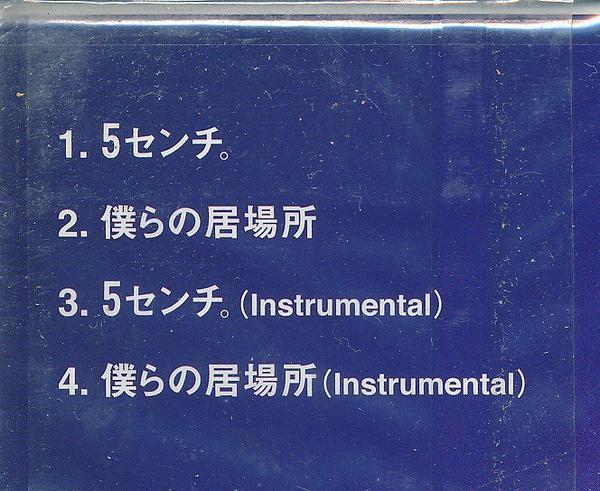 1. 5センチ。
2. 僕らの居場所
3. 5センチ。(Instrumental)
4. 僕らの居場所(Instrumental)